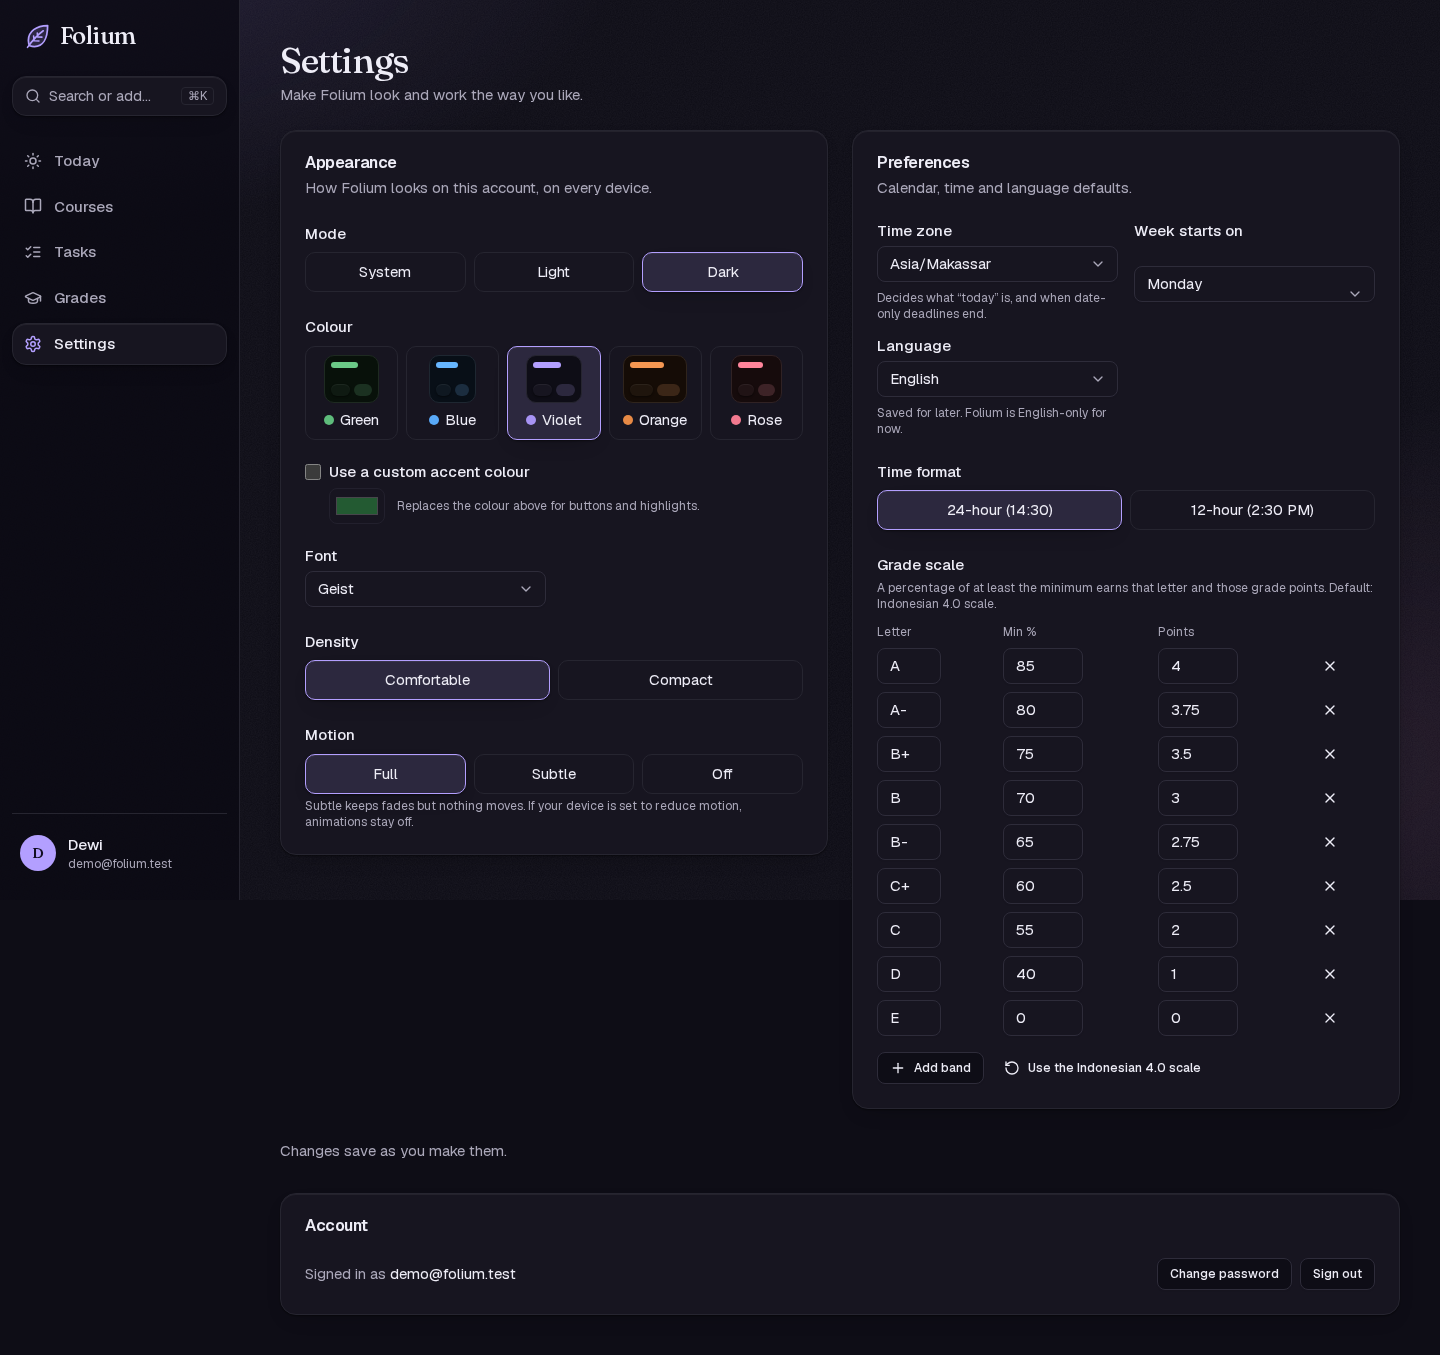 Folium
Search or add... ⌘K
Today
Courses
Tasks
Grades
Settings
D
Dewi
demo@folium.test
Settings
Make Folium look and work the way you like.
Appearance
How Folium looks on this account, on every device.
Mode
System Light Dark
Colour
Green Blue Violet Orange Rose
Use a custom accent colour
Replaces the colour above for buttons and highlights.
Font
Geist
Density
Comfortable Compact
Motion
Full Subtle Off
Subtle keeps fades but nothing moves. If your device is set to reduce motion,
animations stay off.
Preferences
Calendar, time and language defaults.
Time zone
Asia/Makassar
Decides what “today” is, and when date-
only deadlines end.
Week starts on
Monday
Language
English
Saved for later. Folium is English-only for
now.
Time format
24-hour (14:30) 12-hour (2:30 PM)
Grade scale
A percentage of at least the minimum earns that letter and those grade points. Default:
Indonesian 4.0 scale.
Letter Min % Points
A 85 4
A- 80 3.75
B+ 75 3.5
B 70 3
B- 65 2.75
C+ 60 2.5
C 55 2
D 40 1
E 0 0
Add band Use the Indonesian 4.0 scale
Changes save as you make them.
Account
Signed in as demo@folium.test
Change password Sign out